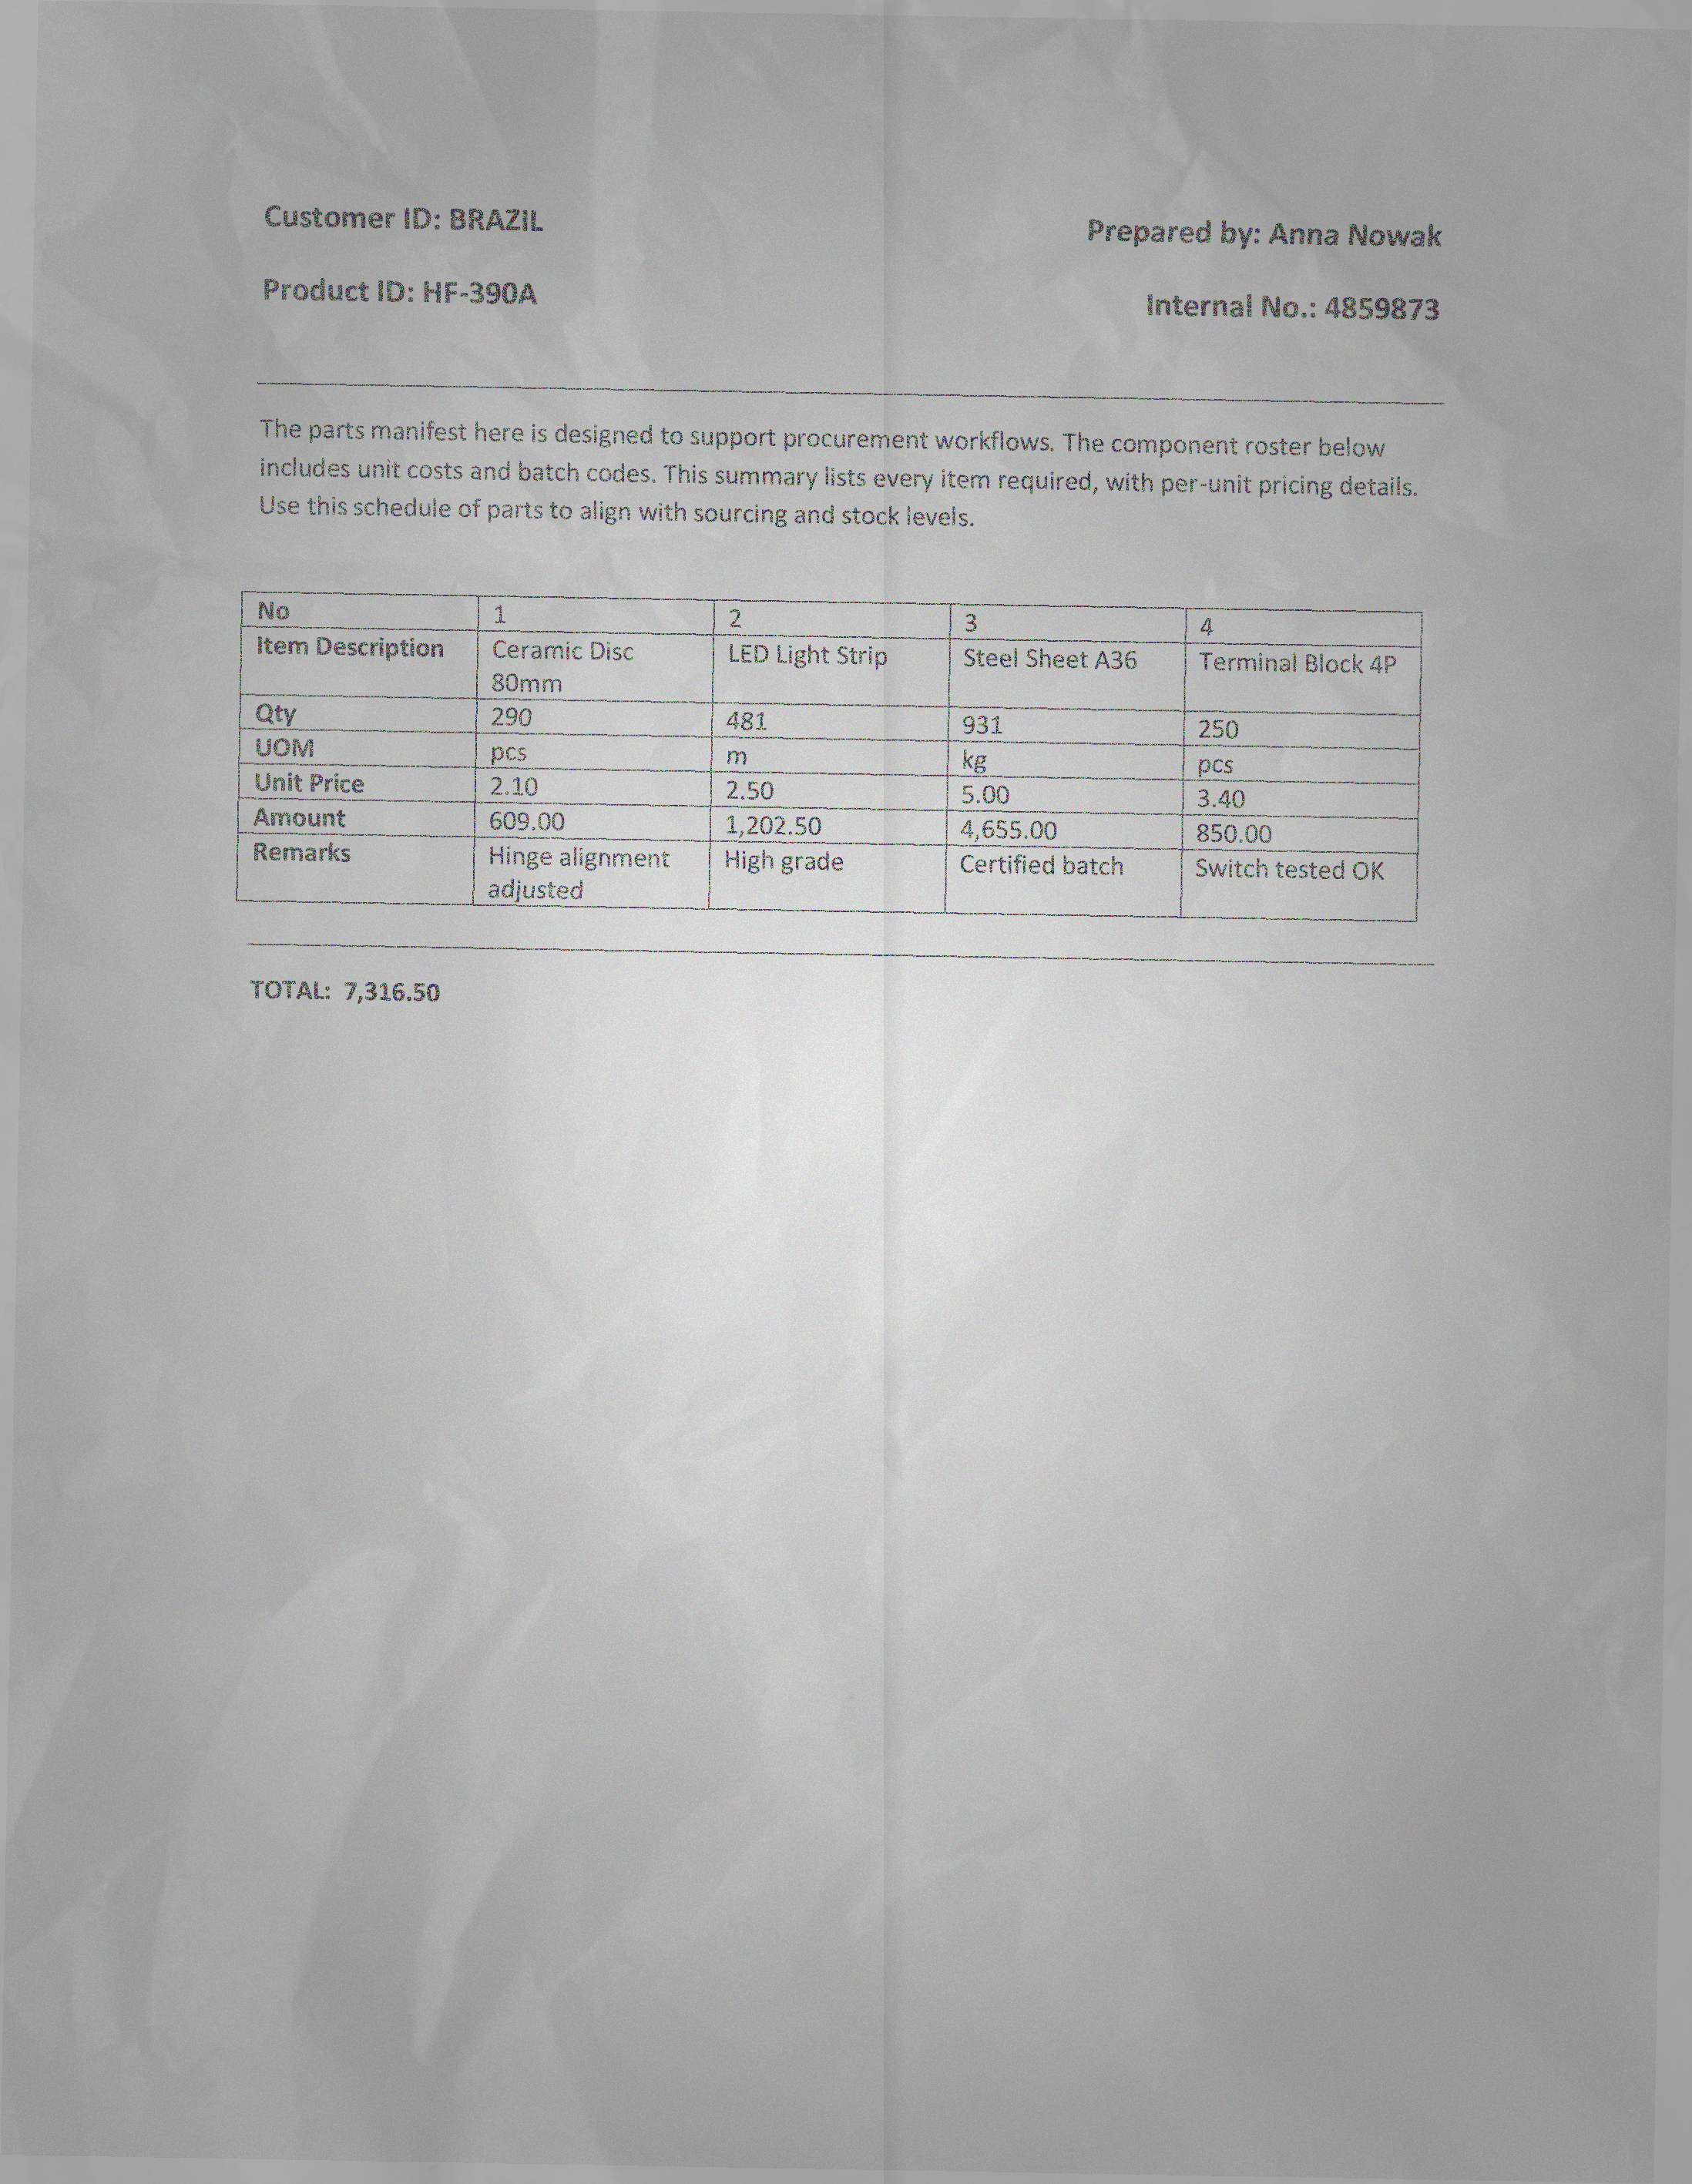 Customer ID: BRAZIL
Prepared by: Anna Nowak
Product ID: HF-390A
Internal No.: 4859873
The parts manifest here is designed to support procurement workflows. The component roster below
includes unit costs and batch codes. This summary lists every item required, with per-unit pricing details.
Use this schedule of parts to align with sourcing and stock levels.
No 1 2 3 4
Item Description Ceramic Disc 80mm LED Light Strip Steel Sheet A36 Terminal Block 4P
Qty 290 481 931 250
UOM pcs m kg pcs
Unit Price 2.10 2.50 5.00 3.40
Amount 609.00 1,202.50 4,655.00 850.00
Remarks Hinge alignment adjusted High grade Certified batch Switch tested OK
TOTAL: 7,316.50